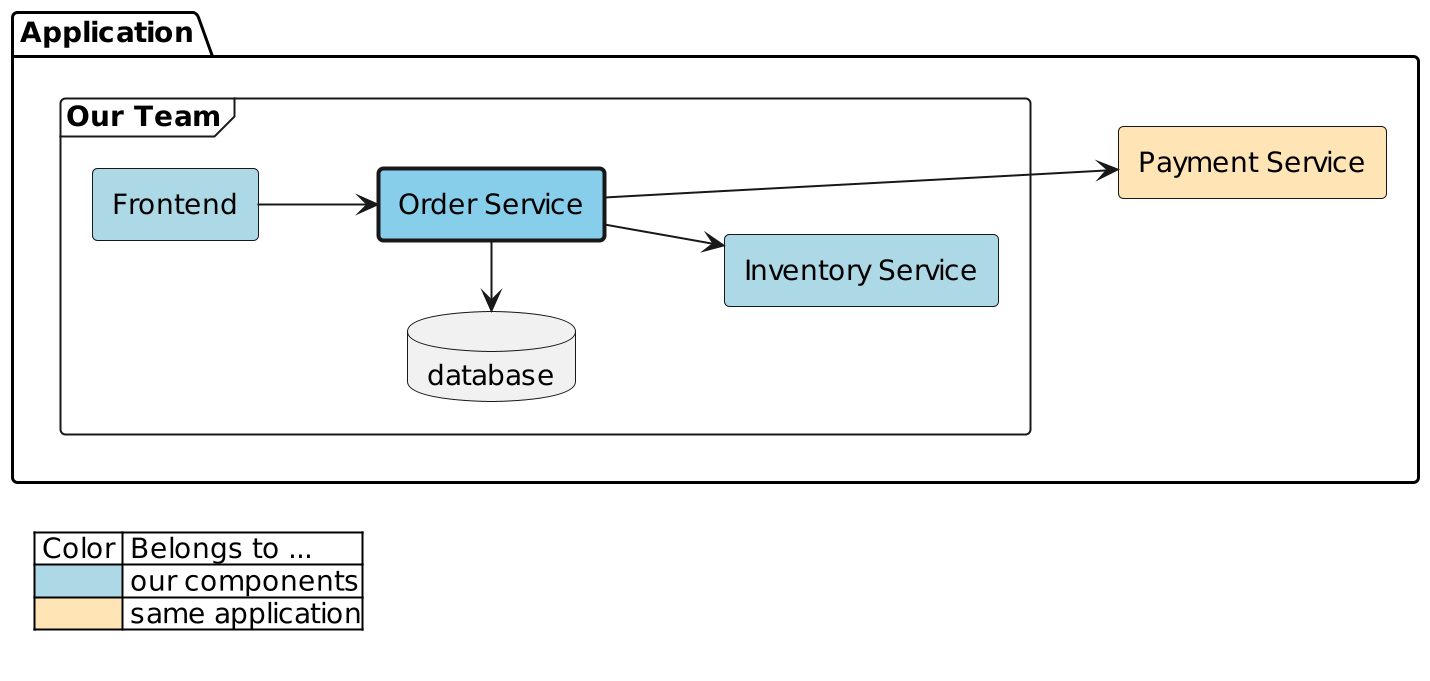 Application
Our Team
Payment Service
Frontend
Order Service
Inventory Service
database
Color Belongs to ...
our components
same application